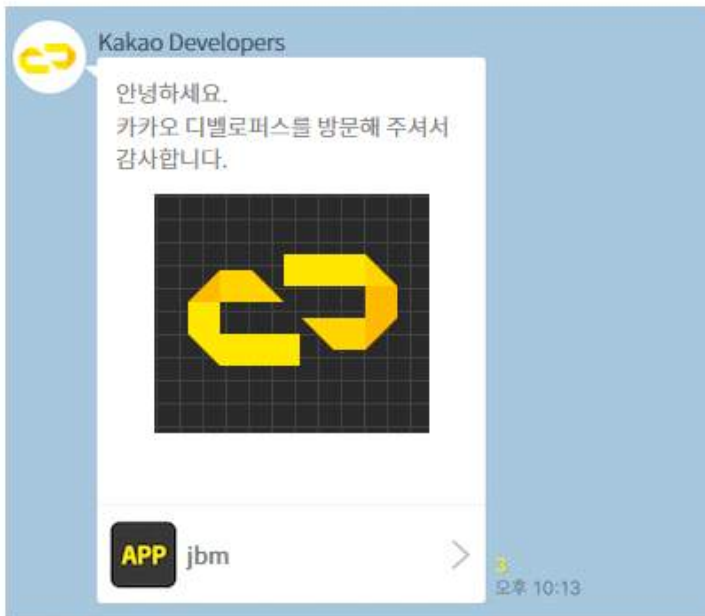 Kakao Developers
안녕하세요.
카카오 디벨로퍼스를 방문해 주셔서
감사합니다.
APP jbm
3
오후 10:13